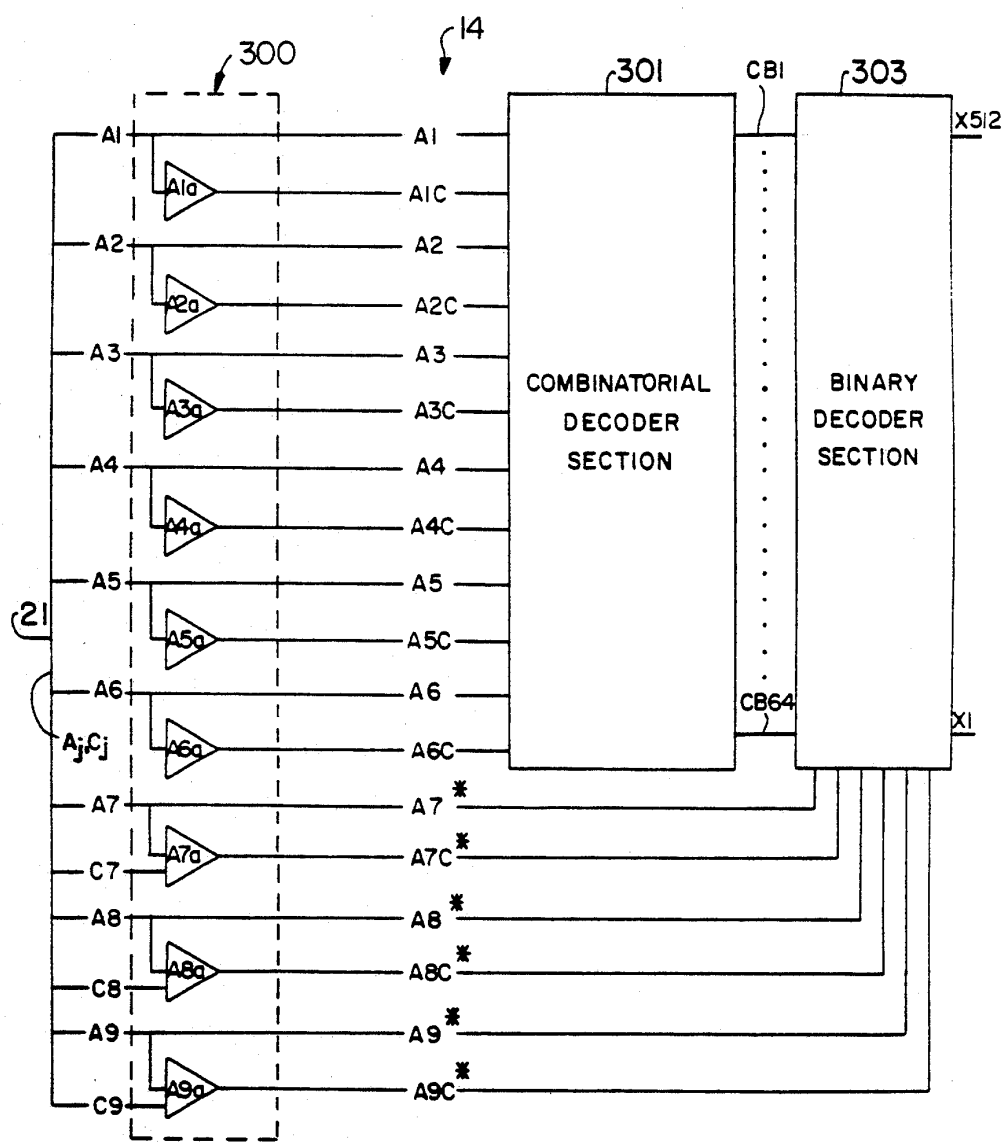 14
300
301
CB1
303
A1
A1
X512
A1a
A1C
A2
A2
A2a
A2C
A3
A3
A3a
A3C
COMBINATORIAL
DECODER
SECTION
BINARY
DECODER
SECTION
A4
A4
A4a
A4C
A5
A5
21
A5a
A5C
A6
A6
CB64
X1
Aj,Cj
A6a
A6C
A7
A7*
A7a
A7C*
C7
A8
A8*
A8a
A8C*
C8
A9
A9*
A9a
A9C*
C9